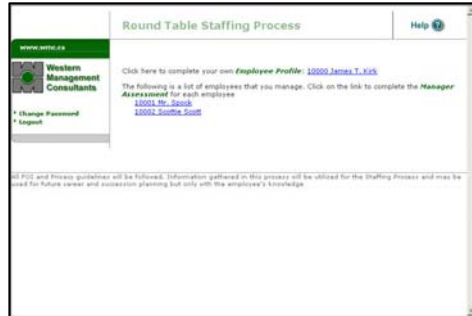 Round Table Staffing Process
Help ?
www.wmc.ca
Western
Management
Consultants
Click here to complete your own Employee Profile: 10000 James T. Kirk
The following is a list of employees that you manage. Click on the link to complete the Manager
Assessment for each employee
10001 Mr. Spock
10002 Scottie Scott
Change Password
Logout
All FOI and Privacy guidelines will be followed. Information gathered in this process will be utilized for the Staffing Process and may be
used for future career and succession planning but only with the employee's knowledge